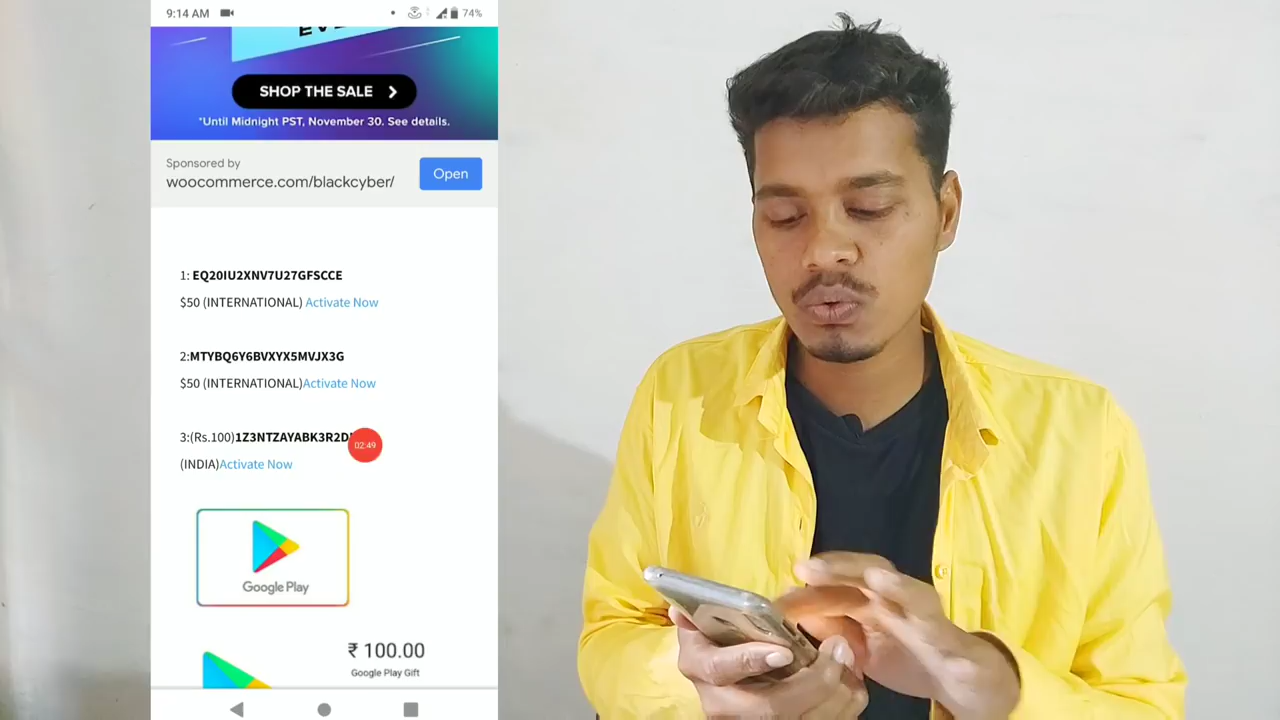 9:14 AM
74%
SHOP THE SALE
*Until Midnight PST, November 30. See details.
Sponsored by
woocommerce.com/blackcyber/
Open
1: EQ20IU2XNV7U27GFSCCE
$50 (INTERNATIONAL) Activate Now
2:MTYBQ6Y6BVXYX5MVJX3G
$50 (INTERNATIONAL)Activate Now
3:(Rs.100)
02:49
(INDIA)Activate Now
Google Play
₹ 100.00
Google Play Gift